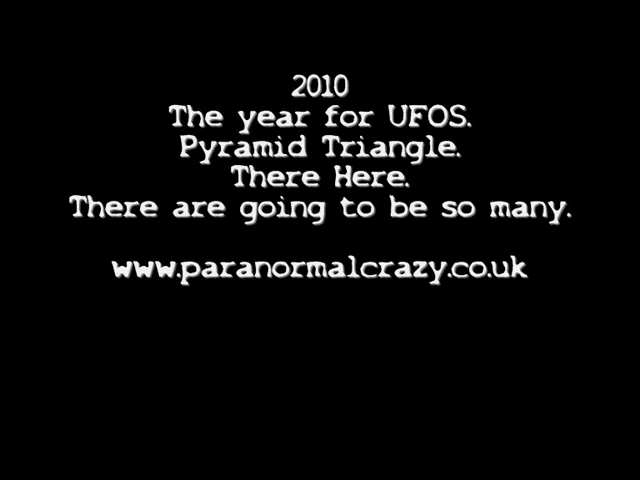 2010
The year for UFOS.
Pyramid Triangle.
There Here.
There are going to be so many.
www.paranormalcrazy.co.uk